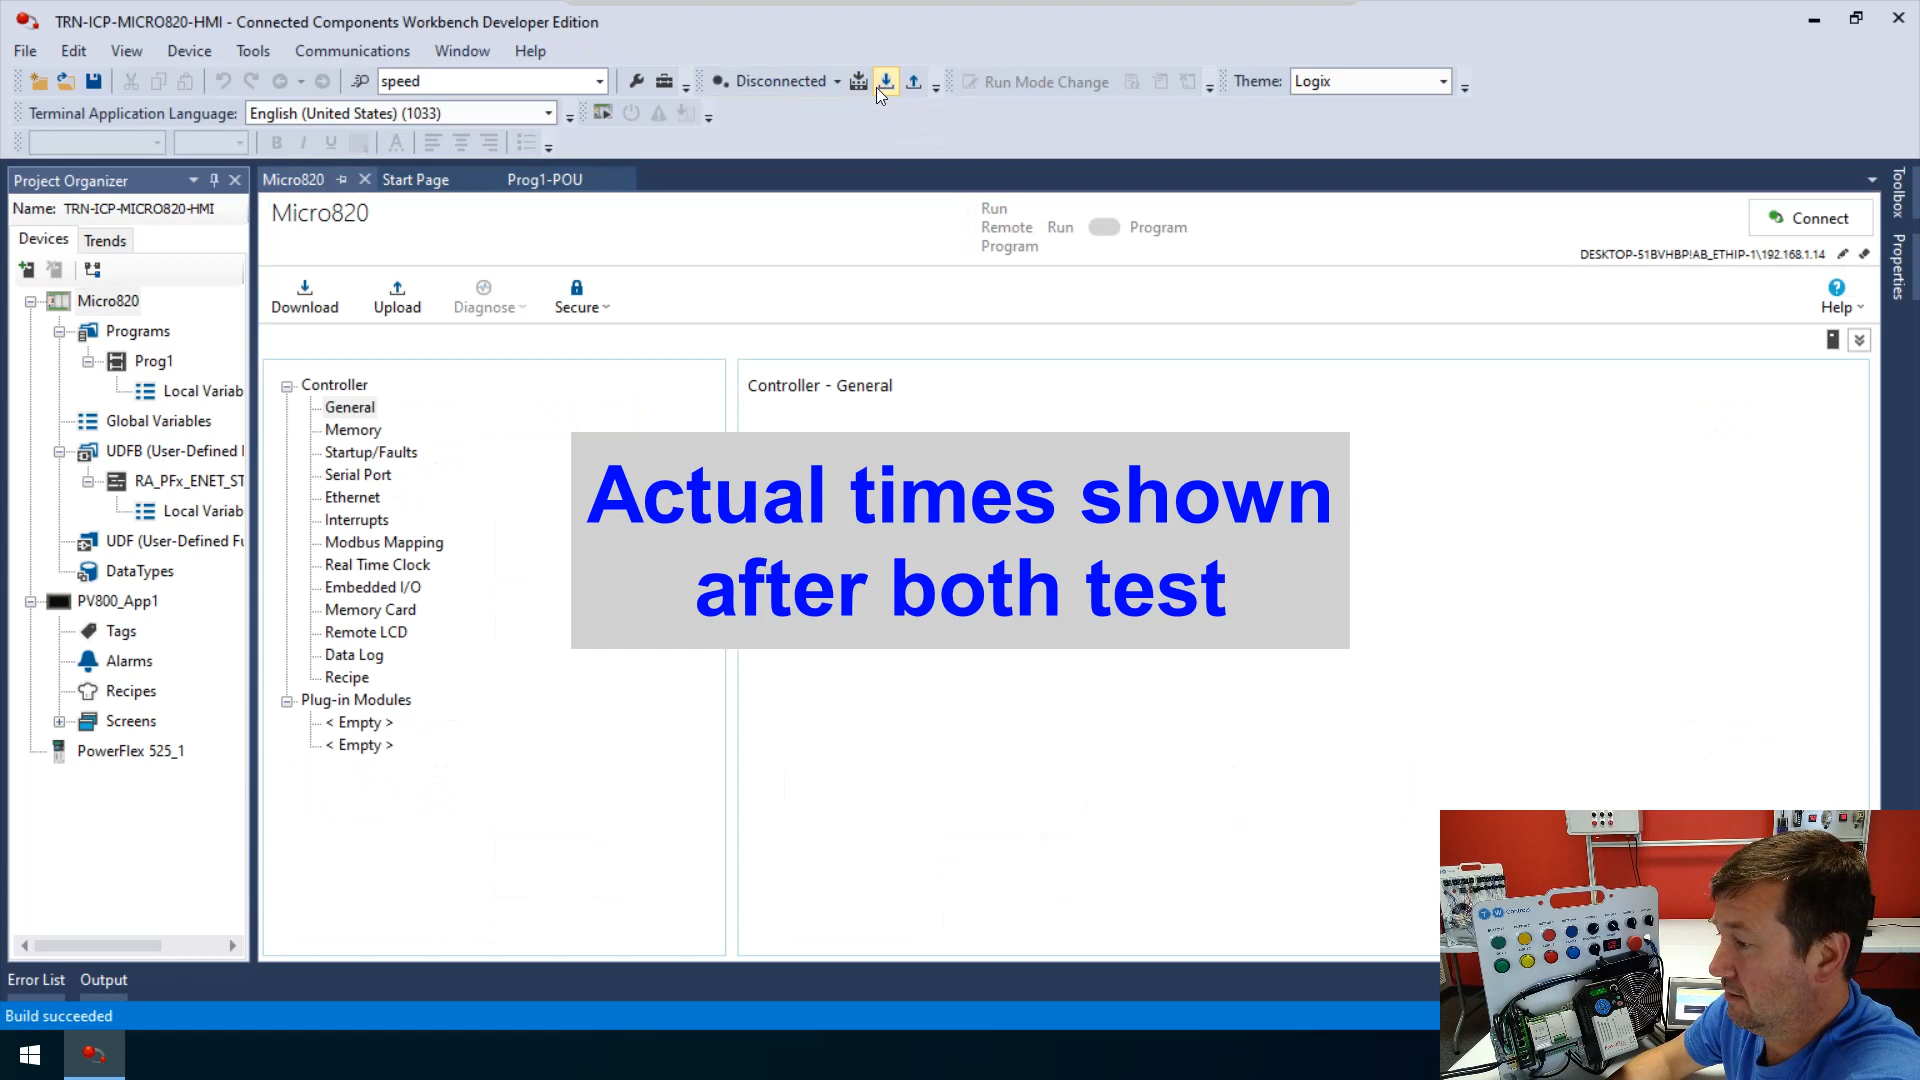 TRN-ICP-MICRO820-HMI - Connected Components Workbench Developer Edition
File Edit View Device Tools Communications Window Help
speed Disconnected Run Mode Change Theme: Logix
Terminal Application Language: English (United States) (1033)
B I U A
Project Organizer
Name: TRN-ICP-MICRO820-HMI
Devices Trends
Micro820
Programs
Prog1
Local Variab
Global Variables
UDFB (User-Defined
RA_PFx_ENET_ST
Local Variab
UDF (User-Defined Fu
DataTypes
PV800_App1
Tags
Alarms
Recipes
Screens
PowerFlex 525_1
Micro820 Start Page Prog1-POU
Micro820
Run
Remote Run Program
Program
Connect
DESKTOP-51BVHBP!AB_ETHIP-1\192.168.1.14
Download Upload Diagnose Secure Help
Controller
General
Memory
Startup/Faults
Serial Port
Ethernet
Interrupts
Modbus Mapping
Real Time Clock
Embedded I/O
Memory Card
Remote LCD
Data Log
Recipe
Plug-in Modules
< Empty >
< Empty >
Controller - General
Actual times shown
after both test
Toolbox
Properties
Error List Output
Build succeeded